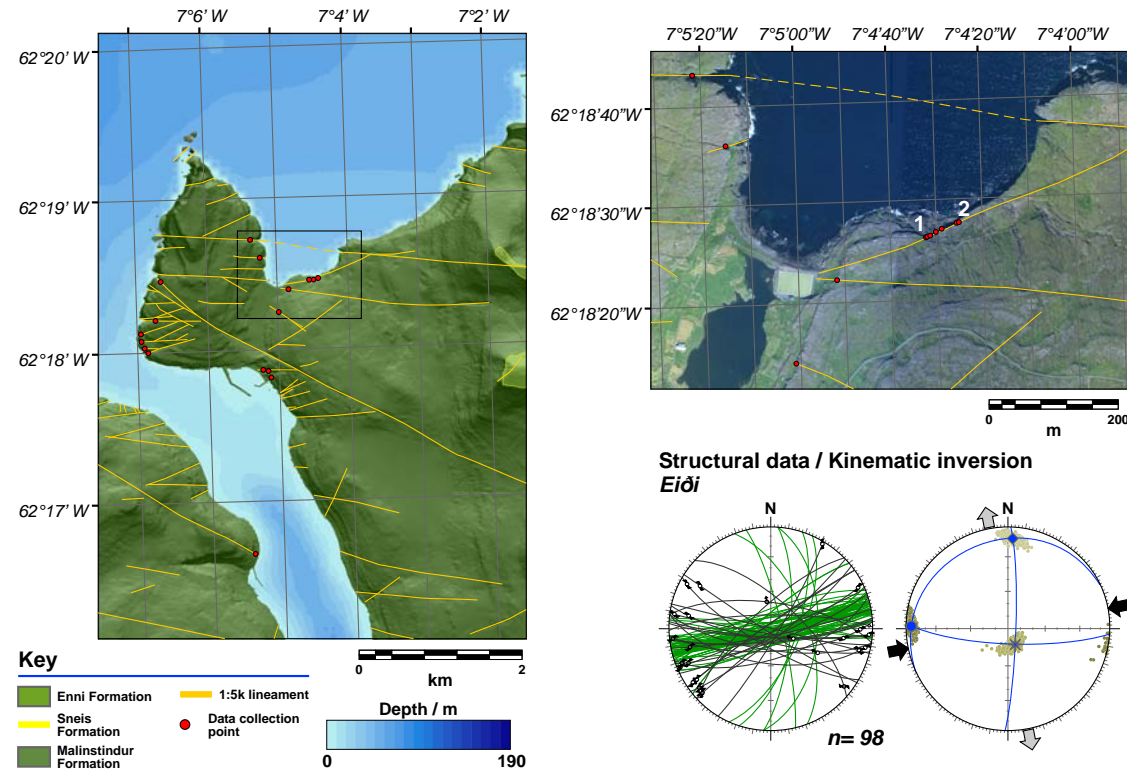 7°6’W 7°4’W 7°2’W
62°20’ W
62°19’ W
62°18’ W
62°17’ W
Key
Enni Formation
Sneis
Formation
Malinstindur
Formation
1:5k lineament
Data collection
point
0 2
km
Depth / m
0 190
7°5’20”W 7°5’00”W 7°4’40”W 7°4’20”W 7°4’00”W
62°18’40”W
62°18’30”W
62°18’20”W
1 2
0 200
m
Structural data / Kinematic inversion
Eiði
N N
n= 98